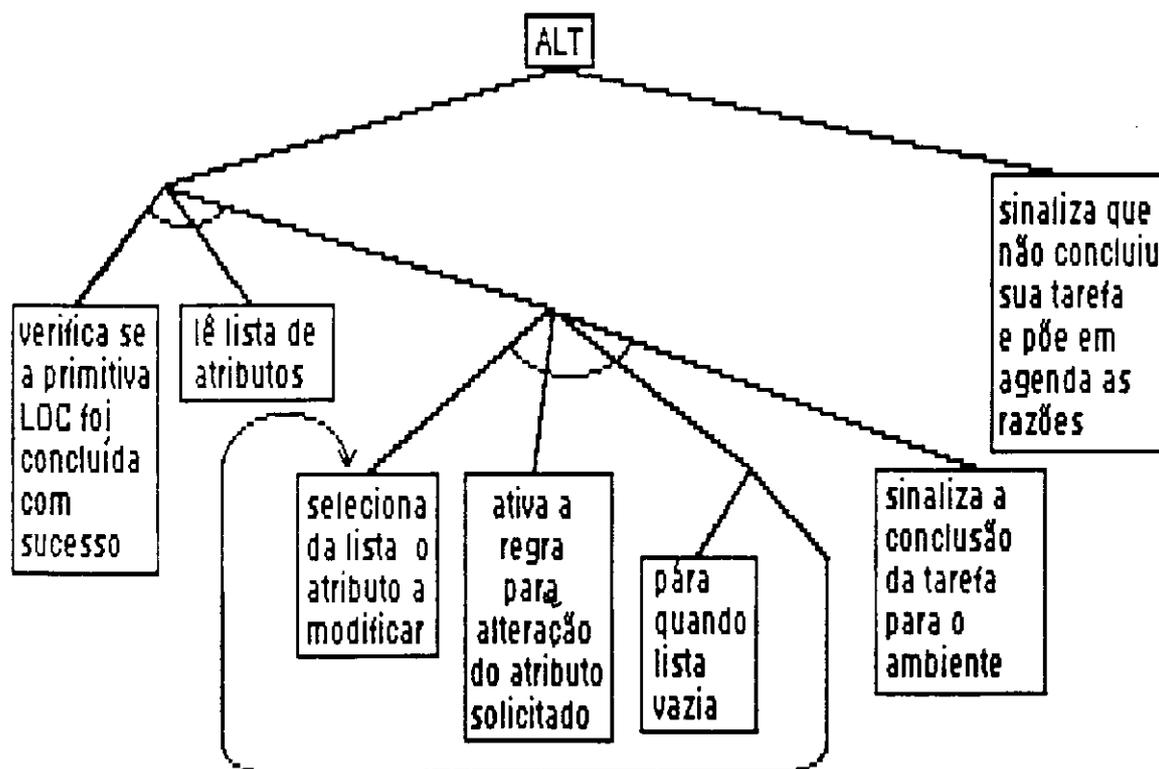 ALT
sinaliza que
não concluiu
sua tarefa
e põe em
agenda as
razões
verifica se
a primitiva
LOC foi
concluída
com
sucesso
lê lista de
atributos
seleciona
da lista o
atributo a
modificar
ativa a
regra
para
alteração
do atributo
solicitado
pára
quando
lista
vazia
sinaliza a
conclusão
da tarefa
para o
ambiente